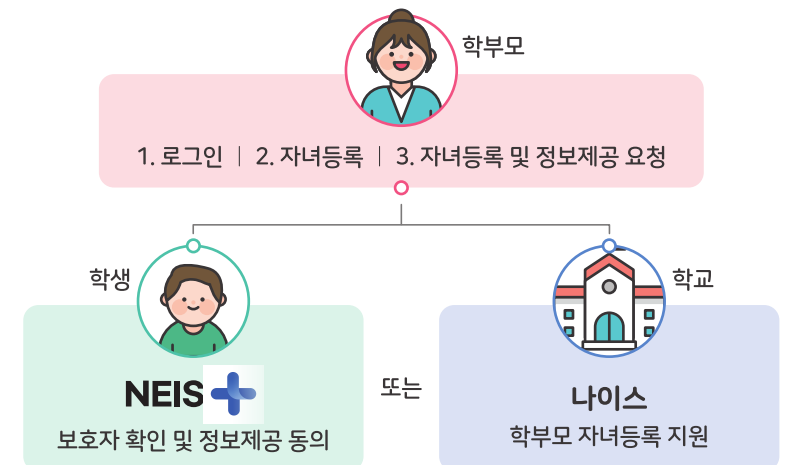 학부모
1. 로그인 | 2. 자녀등록 | 3. 자녀등록 및 정보제공 요청
학생
학교
NEIS+
또는
나이스
보호자 확인 및 정보제공 동의
학부모 자녀등록 지원